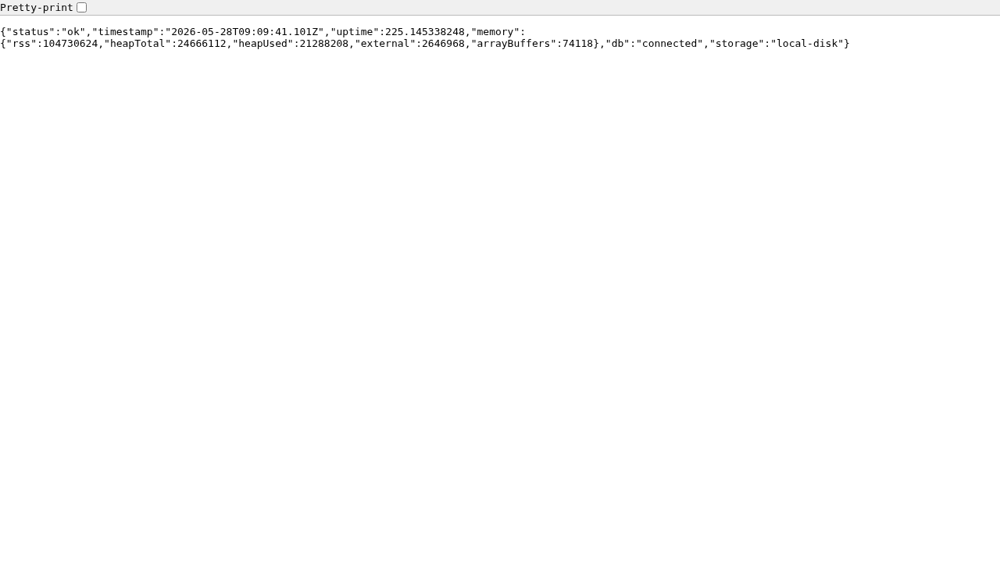 Pretty-print
{"status":"ok","timestamp":"2026-05-28T09:09:41.101Z","uptime":225.145338248,"memory":
{"rss":104730624,"heapTotal":24666112,"heapUsed":21288208,"external":2646968,"arrayBuffers":74118},"db":"connected","storage":"local-disk"}